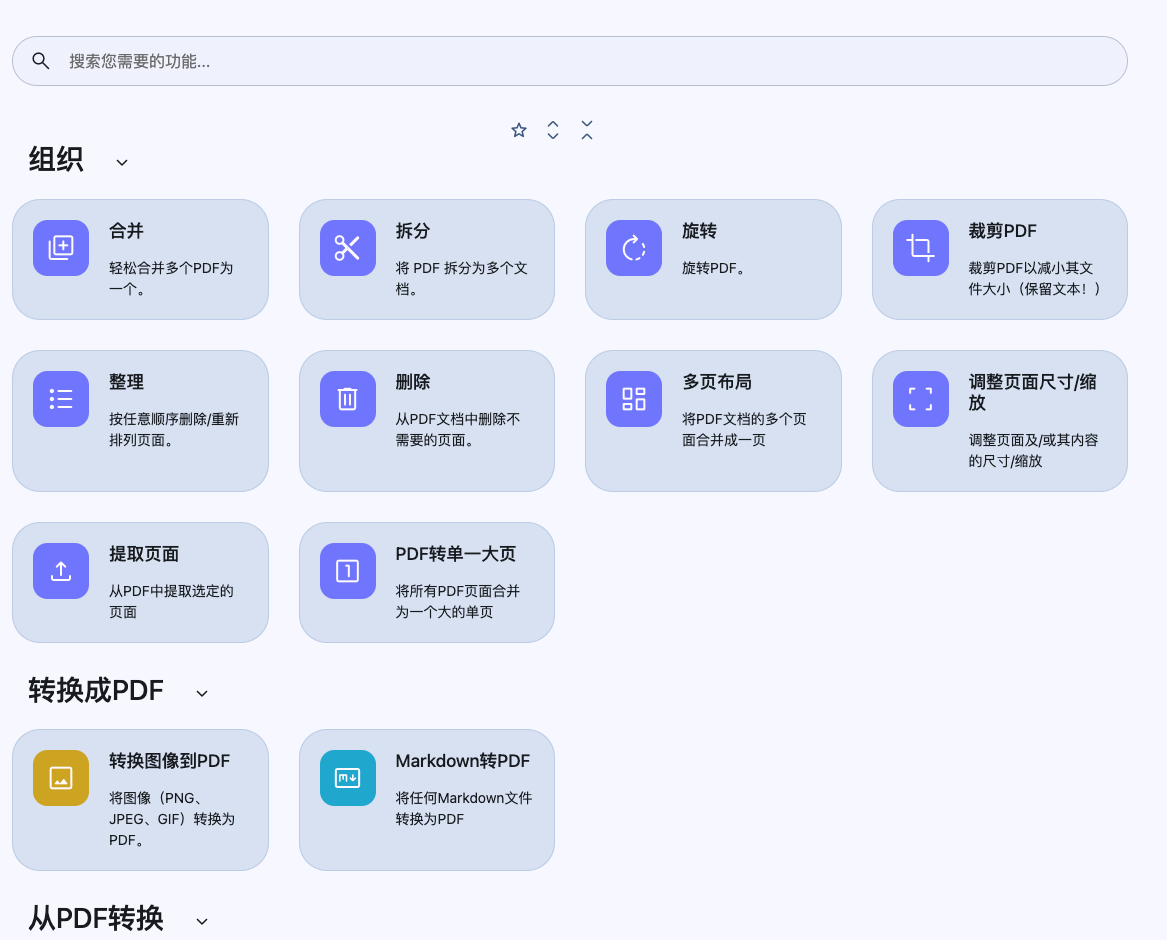 搜索您需要的功能...
组织
合并
轻松合并多个PDF为
一个。
拆分
将 PDF 拆分为多个文
档。
旋转
旋转PDF。
裁剪PDF
裁剪PDF以减小其文
件大小（保留文本！）
整理
按任意顺序删除/重新
排列页面。
删除
从PDF文档中删除不
需要的页面。
多页布局
将PDF文档的多个页
面合并成一页
调整页面尺寸/缩
放
调整页面及/或其内容
的尺寸/缩放
提取页面
从PDF中提取选定的
页面
PDF转单一大页
将所有PDF页面合并
为一个大的单页
转换成PDF
转换图像到PDF
将图像（PNG、
JPEG、GIF）转换为
PDF。
Markdown转PDF
将任何Markdown文件
转换为PDF
从PDF转换